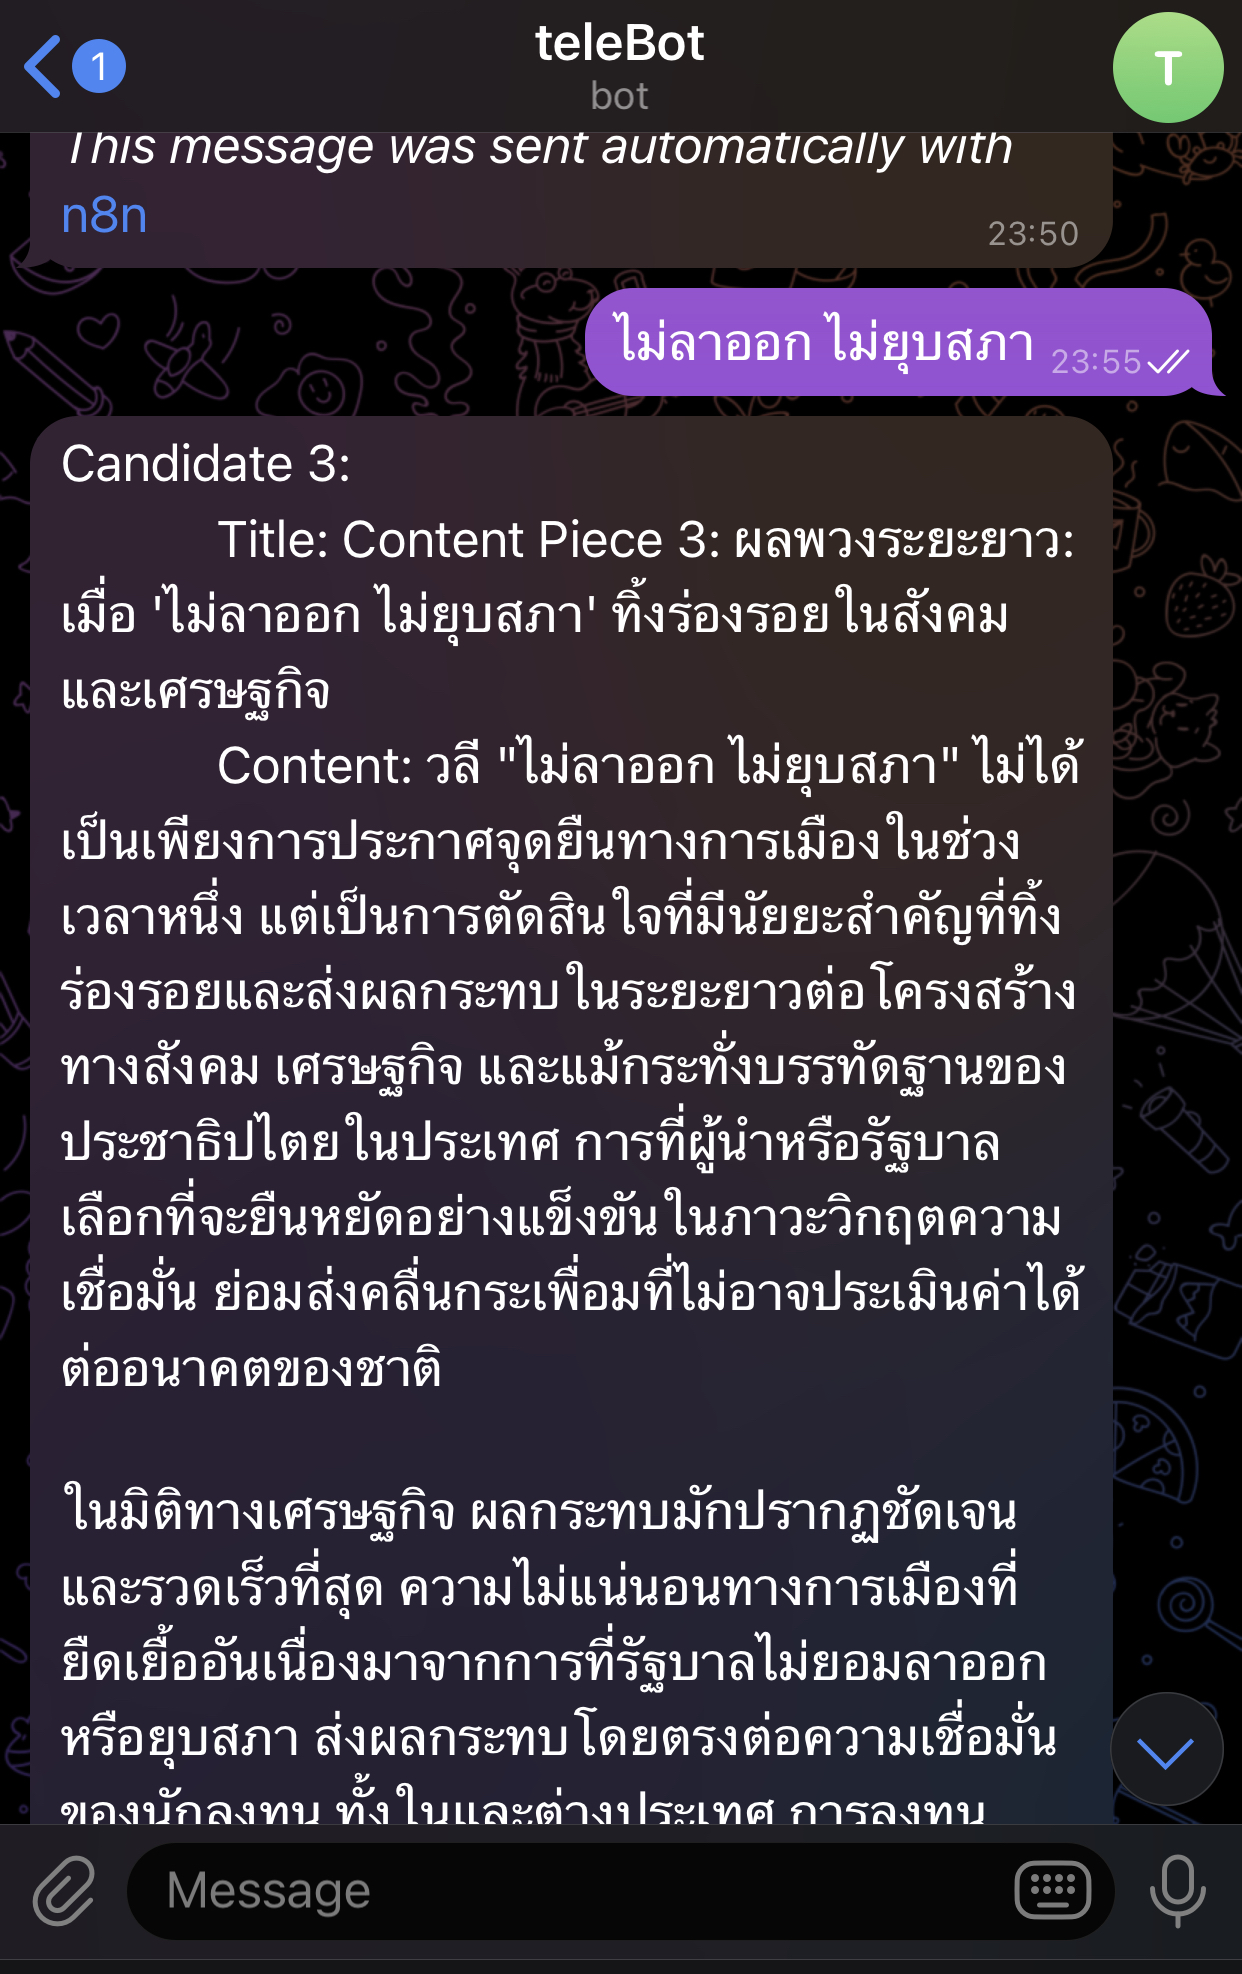 1
teleBot
bot
T
This message was sent automatically with
n8n
23:50
ไม่ลาออก ไม่ยุบสภา 23:55
Candidate 3:
Title: Content Piece 3: ผลพวงระยะยาว:
เมื่อ 'ไม่ลาออก ไม่ยุบสภา' ทิ้งร่องรอยในสังคม
และเศรษฐกิจ
Content: วลี "ไม่ลาออก ไม่ยุบสภา" ไม่ได้
เป็นเพียงการประกาศจุดยืนทางการเมืองในช่วง
เวลาหนึ่ง แต่เป็นการตัดสินใจที่มีนัยยะสำคัญที่ทิ้ง
ร่องรอยและส่งผลกระทบในระยะยาวต่อโครงสร้าง
ทางสังคม เศรษฐกิจ และแม้กระทั่งบรรทัดฐานของ
ประชาธิปไตยในประเทศ การที่ผู้นำหรือรัฐบาล
เลือกที่จะยืนหยัดอย่างแข็งขันในภาวะวิกฤตความ
เชื่อมั่น ย่อมส่งคลื่นกระเพื่อมที่ไม่อาจประเมินค่าได้
ต่ออนาคตของชาติ
ในมิติทางเศรษฐกิจ ผลกระทบมักปรากฏชัดเจน
และรวดเร็วที่สุด ความไม่แน่นอนทางการเมืองที่
ยืดเยื้ออันเนื่องมาจากการที่รัฐบาลไม่ยอมลาออก
หรือยุบสภา ส่งผลกระทบโดยตรงต่อความเชื่อมั่น
ของนักลงทุน ทั้งในและต่างประเทศ การลงทุน
Message